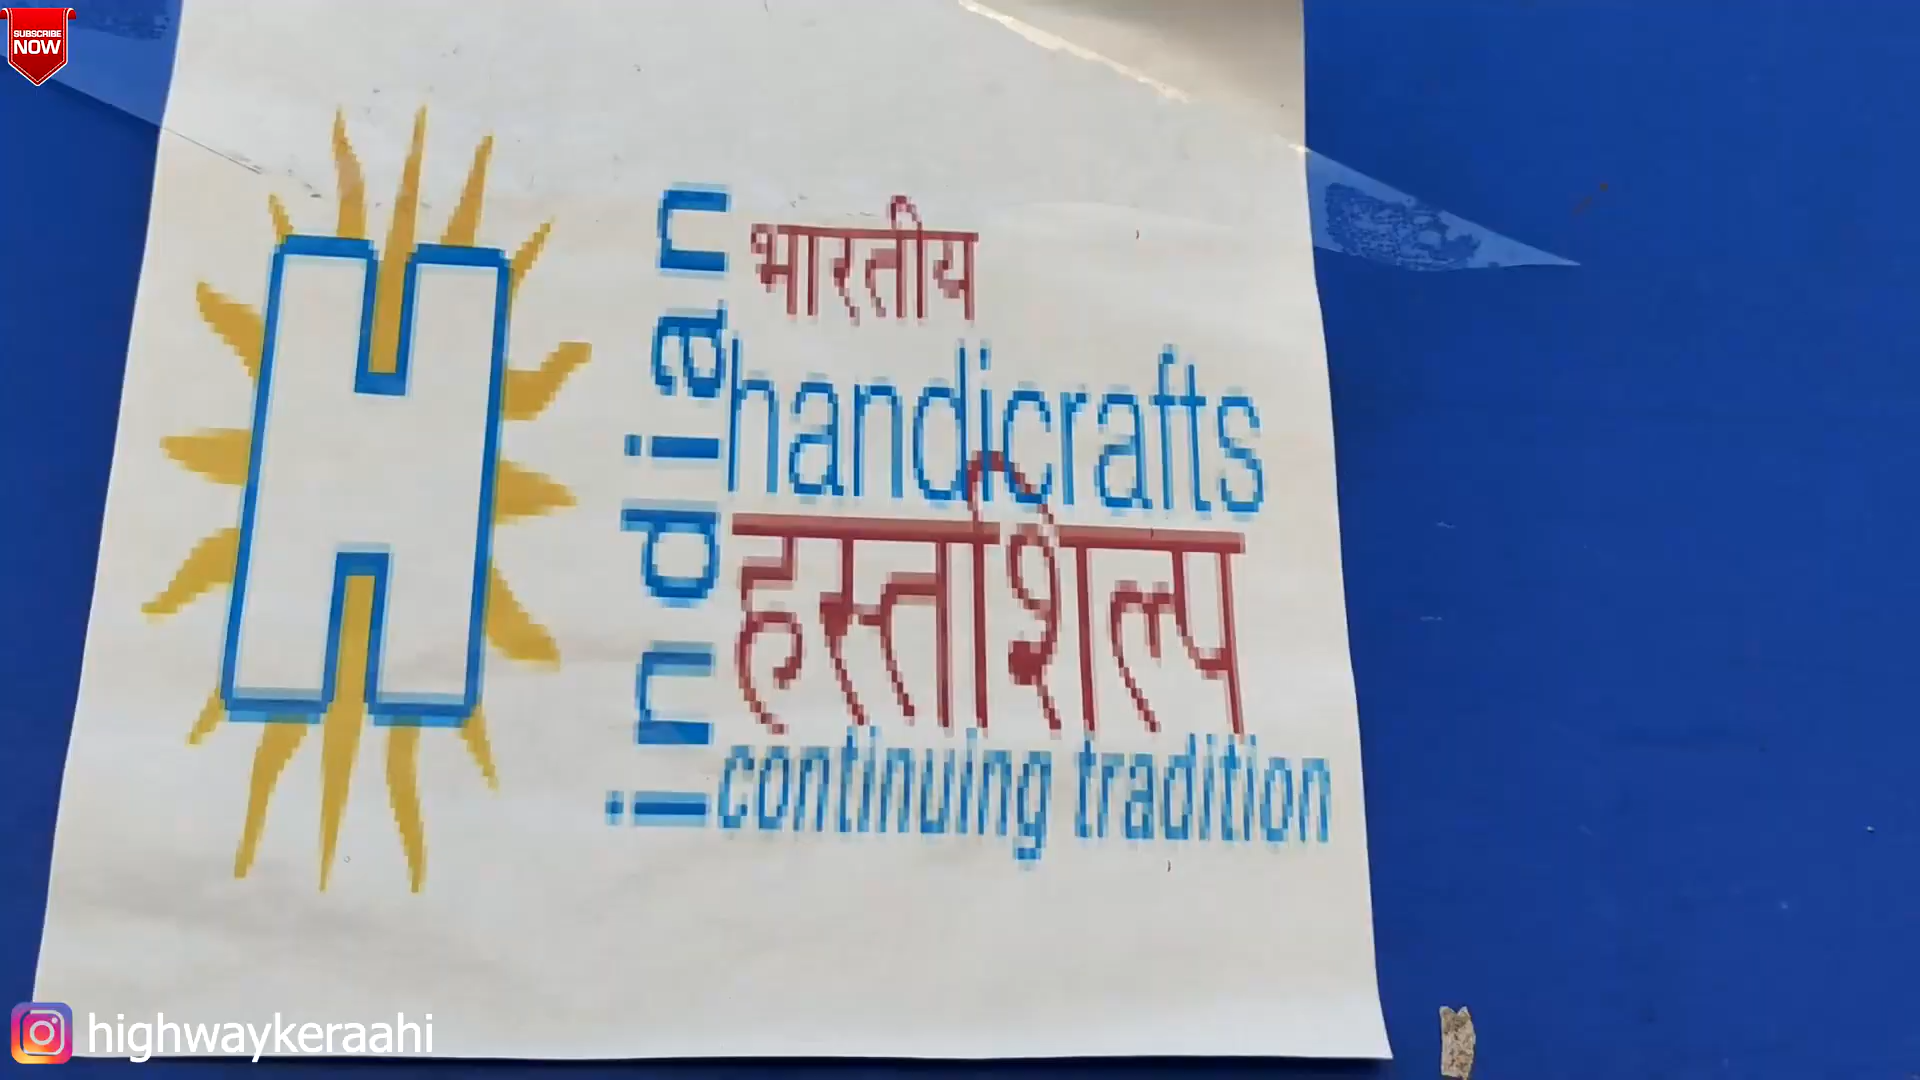 SUBSCRIBE
NOW
indian
भारतीय
handicrafts
हस्तशिल्प
continuing tradition
highwaykeraahi